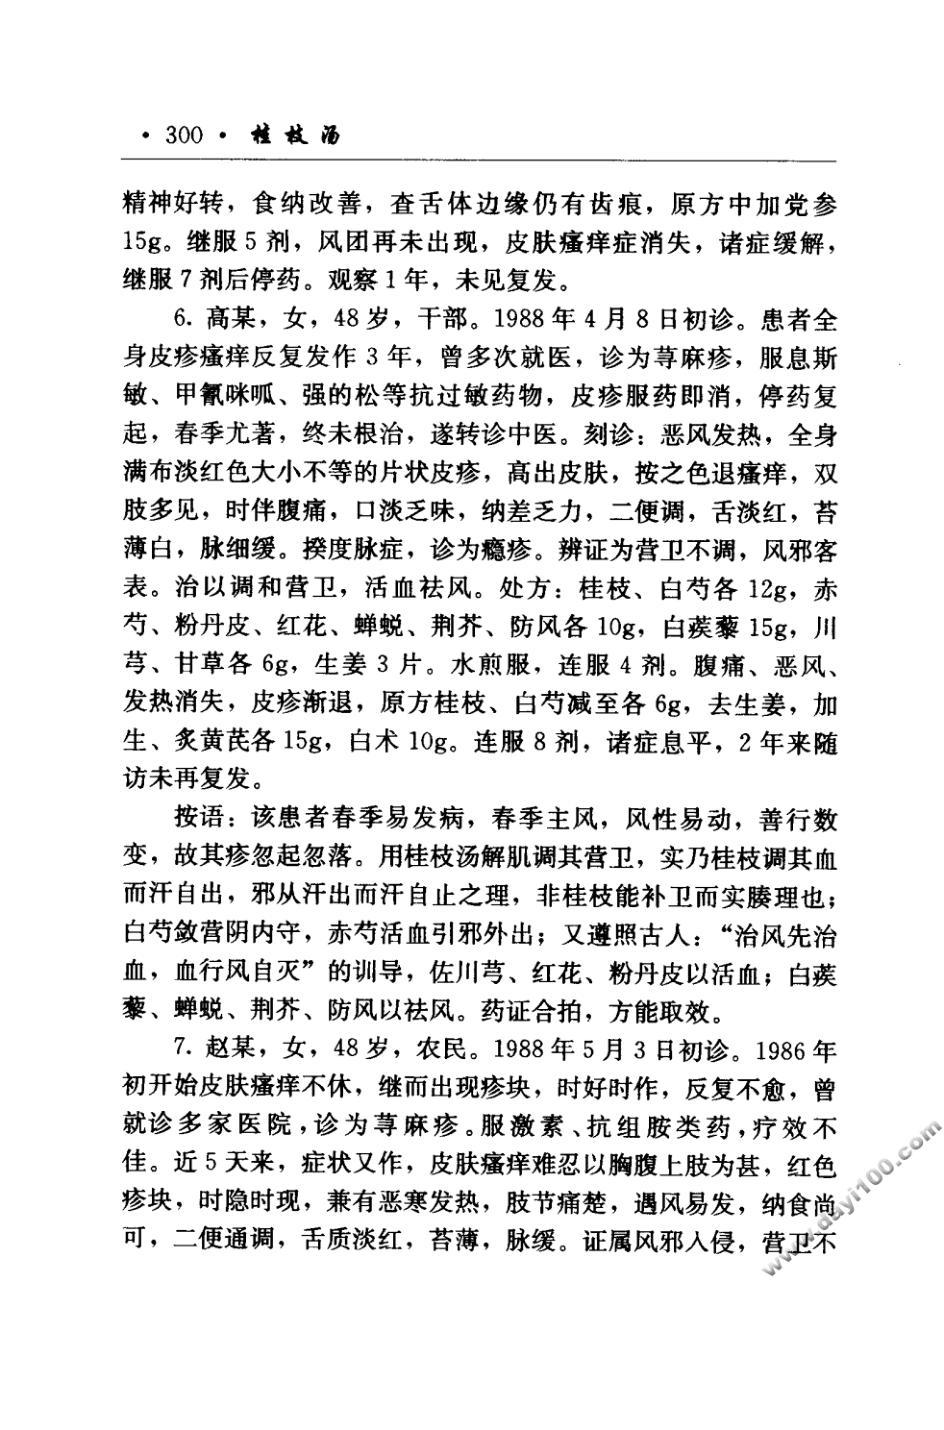 · 300 · 桂枝汤
精神好转，食纳改善，查舌体边缘仍有齿痕，原方中加党参
15g。继服 5 剂，风团再未出现，皮肤瘙痒症消失，诸症缓解，
继服 7 剂后停药。观察 1 年，未见复发。
6. 高某，女，48 岁，干部。1988 年 4 月 8 日初诊。患者全
身皮疹瘙痒反复发作 3 年，曾多次就医，诊为荨麻疹，服息斯
敏、甲氰咪呱、强的松等抗过敏药物，皮疹服药即消，停药复
起，春季尤著，终未根治，遂转诊中医。刻诊：恶风发热，全身
满布淡红色大小不等的片状皮疹，高出皮肤，按之色退瘙痒，双
肢多见，时伴腹痛，口淡乏味，纳差乏力，二便调，舌淡红，苔
薄白，脉细缓。揆度脉症，诊为瘾疹。辨证为营卫不调，风邪客
表。治以调和营卫，活血祛风。处方：桂枝、白芍各 12g，赤
芍、粉丹皮、红花、蝉蜕、荆芥、防风各 10g，白蒺藜 15g，川
芎、甘草各 6g，生姜 3 片。水煎服，连服 4 剂。腹痛、恶风、
发热消失，皮疹渐退，原方桂枝、白芍减至各 6g，去生姜，加
生、炙黄芪各 15g，白术 10g。连服 8 剂，诸症息平，2 年来随
访未再复发。
按语：该患者春季易发病，春季主风，风性易动，善行数
变，故其疹忽起忽落。用桂枝汤解肌调其营卫，实乃桂枝调其血
而汗自出，邪从汗出而汗自止之理，非桂枝能补卫而实腠理也；
白芍敛营阴内守，赤芍活血引邪外出；又遵照古人：“治风先治
血，血行风自灭”的训导，佐川芎、红花、粉丹皮以活血；白蒺
藜、蝉蜕、荆芥、防风以祛风。药证合拍，方能取效。
7. 赵某，女，48 岁，农民。1988 年 5 月 3 日初诊。1986 年
初开始皮肤瘙痒不休，继而出现疹块，时好时作，反复不愈，曾
就诊多家医院，诊为荨麻疹。服激素、抗组胺类药，疗效不
佳。近 5 天来，症状又作，皮肤瘙痒难忍以胸腹上肢为甚，红色
疹块，时隐时现，兼有恶寒发热，肢节痛楚，遇风易发，纳食尚
可，二便通调，舌质淡红，苔薄，脉缓。证属风邪入侵，营卫不
www.dayi100.com